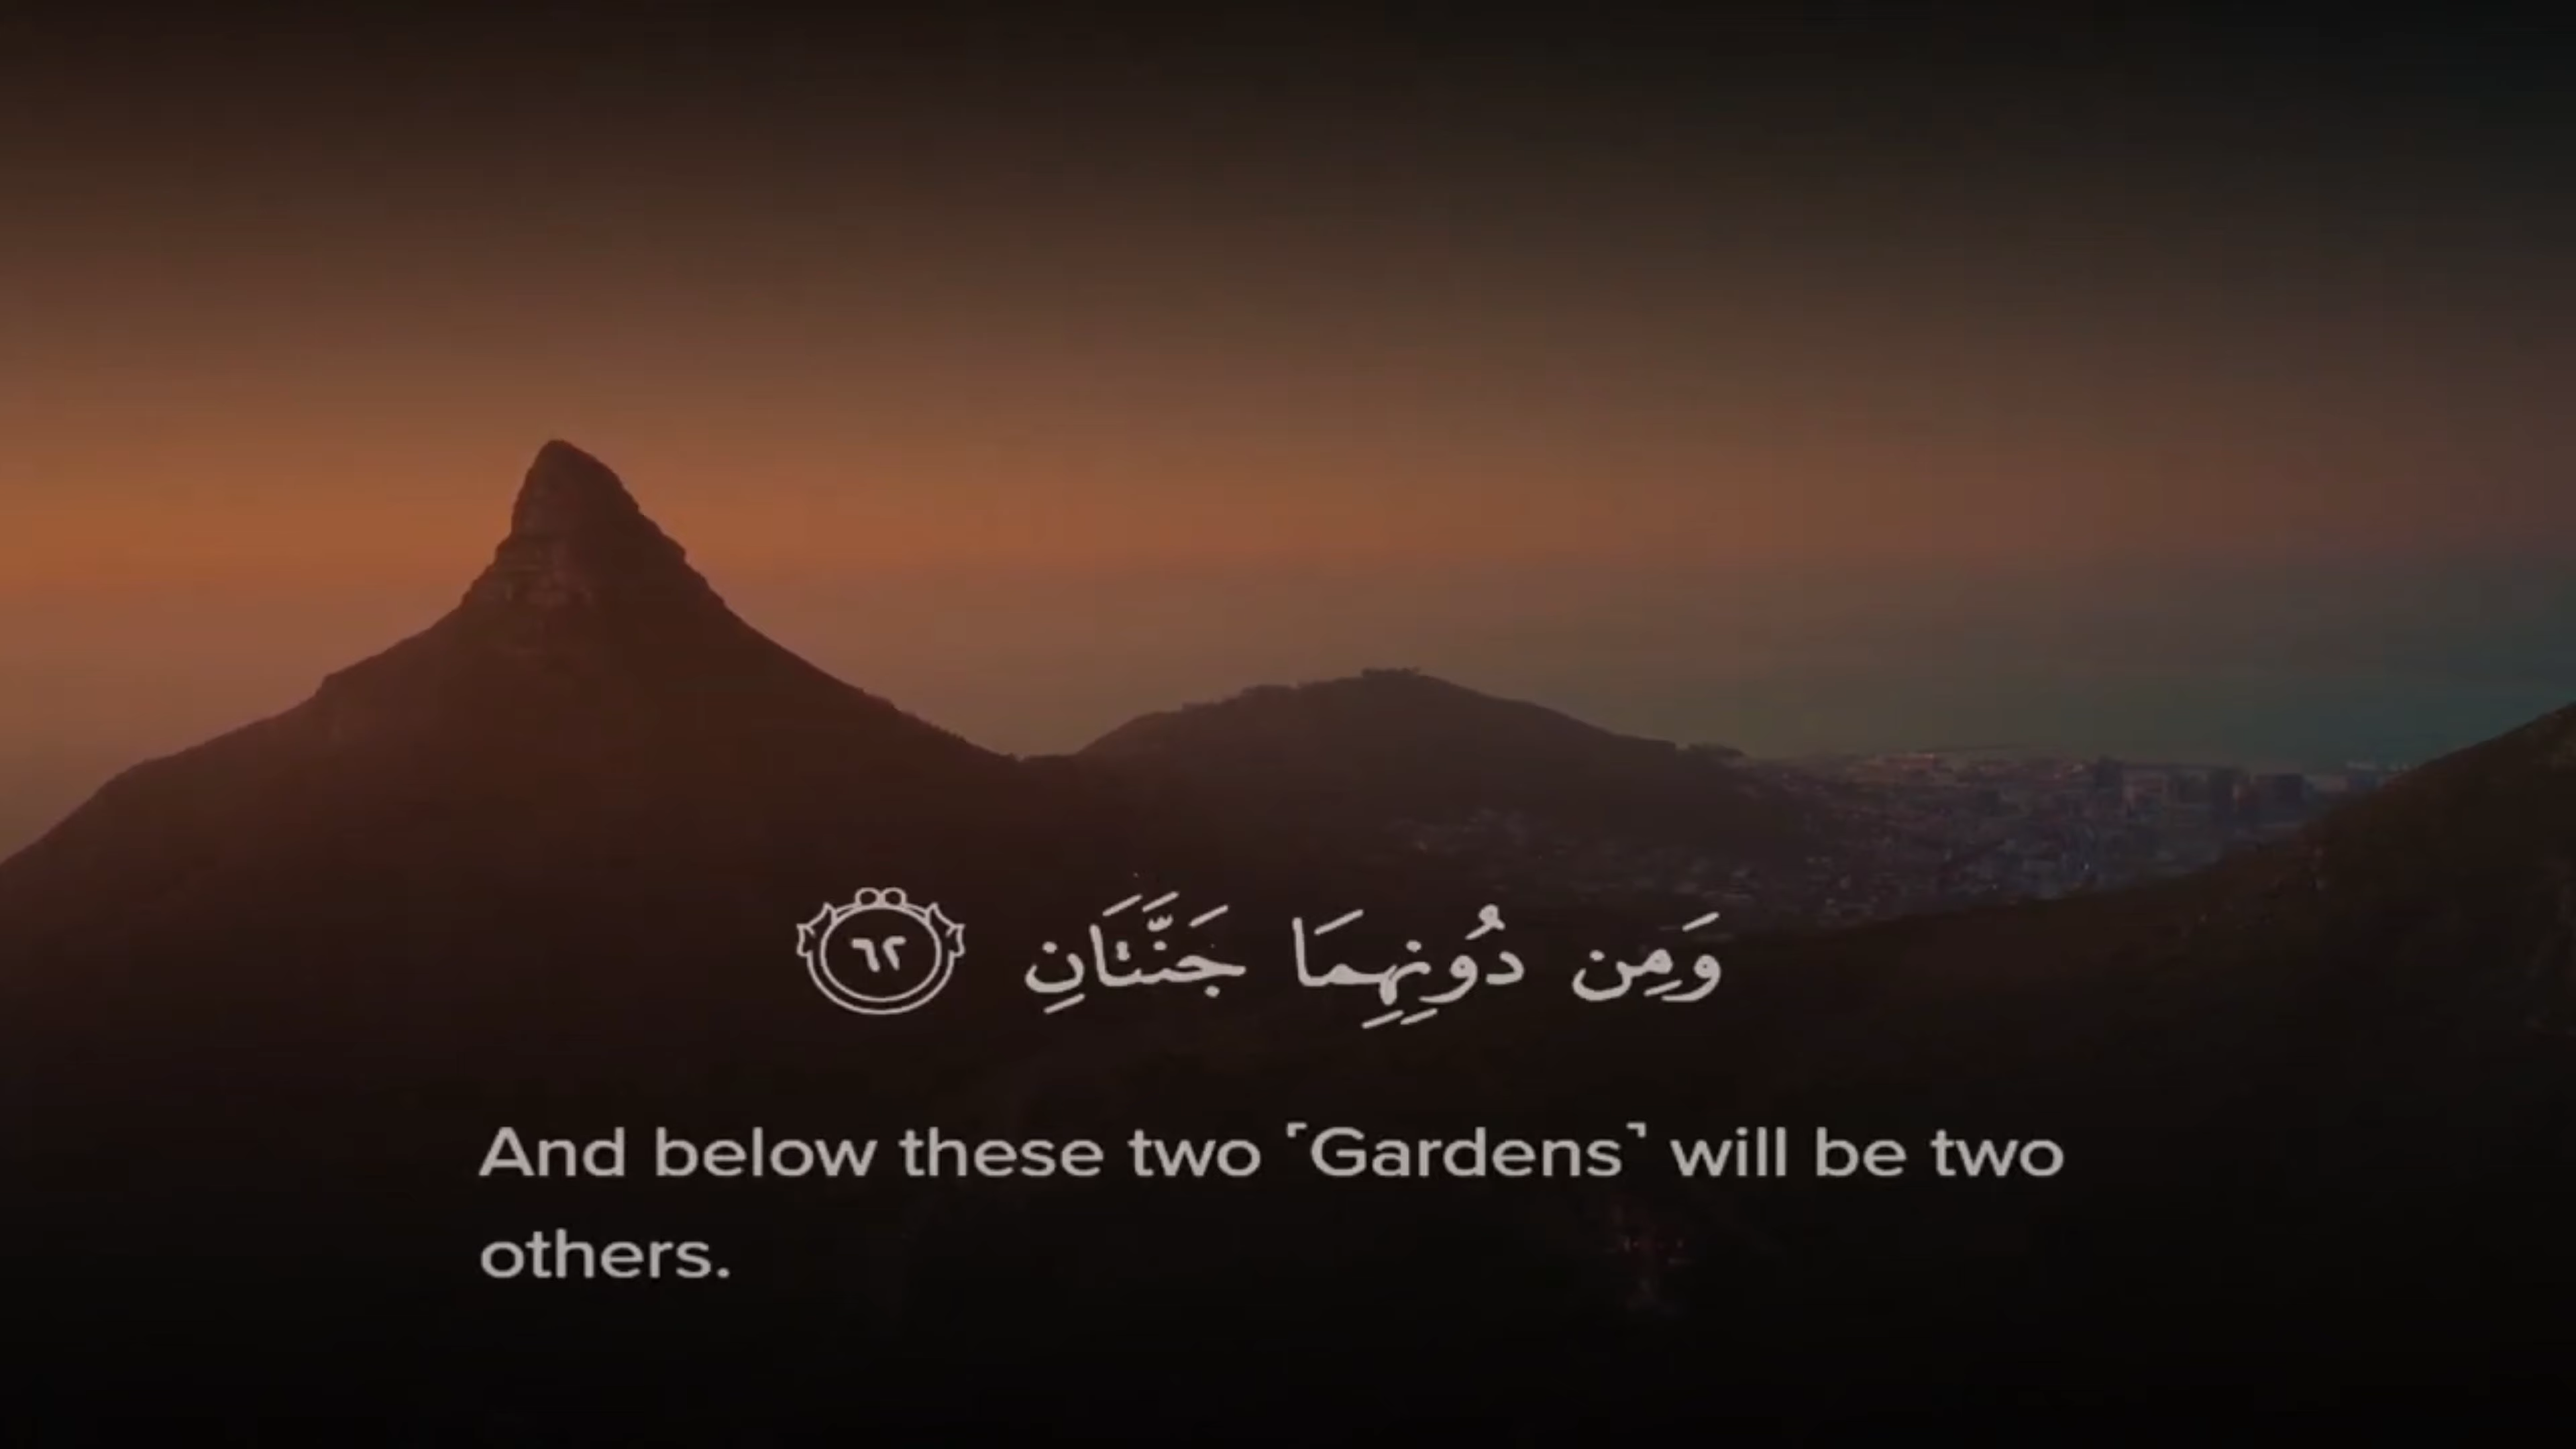 وَمِن دُونِهِمَا جَنَّتَانِ ٦٢
And below these two ⸢Gardens⸣ will be two
others.